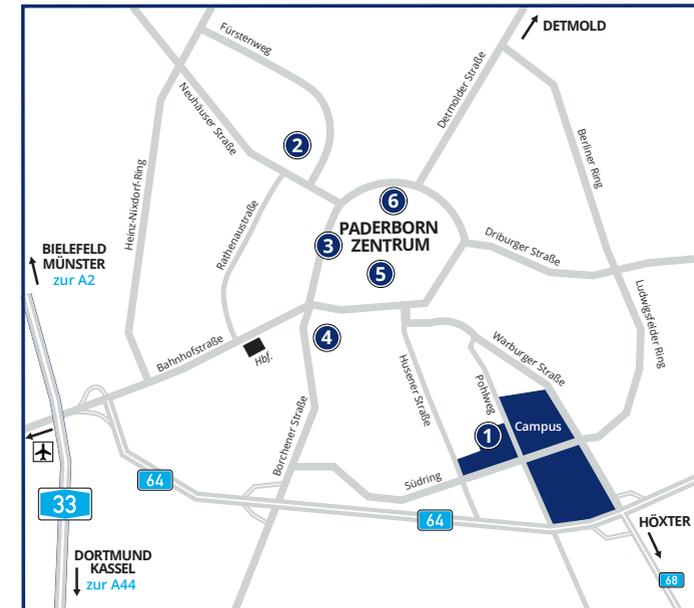 DETMOLD
Fürstenweg
Neuhäuser Straße
Detmolder Straße
Berliner Ring
2
Heinz-Nixdorf-Ring
Rathenaustraße
6
PADERBORN
ZENTRUM
3
5
Driburger Straße
BIELEFELD
MÜNSTER
zur A2
Ludwigsfelder Ring
Bahnhofstraße
Hbf.
4
Warburger Straße
Husener Straße
Pohlweg
Borchener Straße
Campus
1
Südring
64
33
64
HÖXTER
DORTMUND
KASSEL
zur A44
68